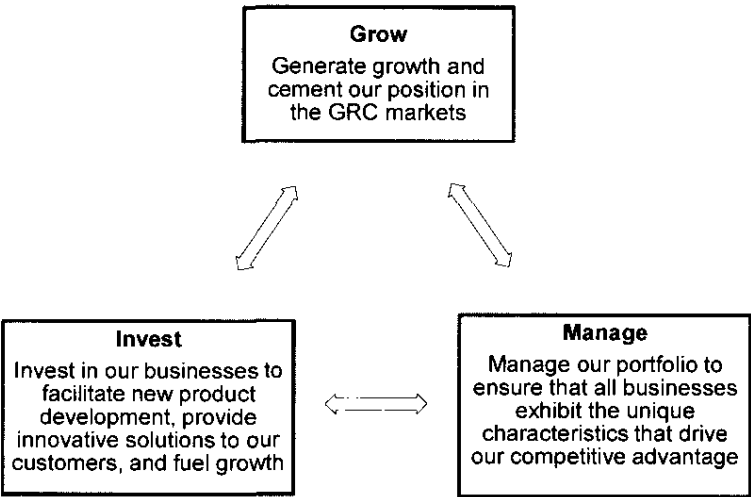 Grow
Generate growth and
cement our position in
the GRC markets
Invest
Invest in our businesses to
facilitate new product
development, provide
innovative solutions to our
customers, and fuel growth
Manage
Manage our portfolio to
ensure that all businesses
exhibit the unique
characteristics that drive
our competitive advantage